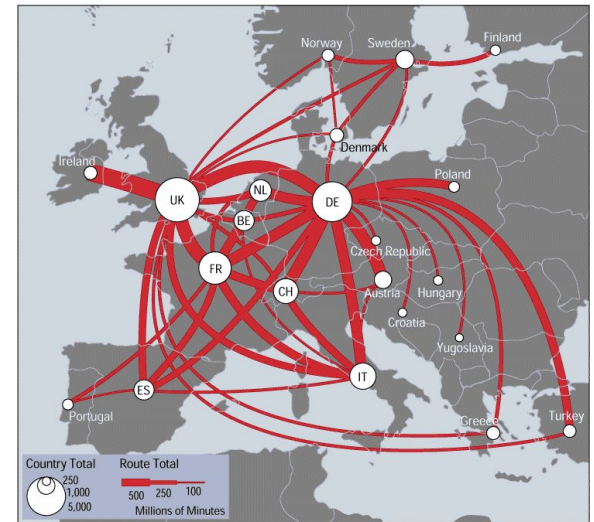 Norway
Sweden
Finland
Denmark
Ireland
UK
NL
DE
Poland
BE
Czech Republic
FR
CH
Austria
Hungary
Croatia
Yugoslavia
IT
ES
Portugal
Greece
Turkey
Country Total
250
1,000
5,000
Route Total
500 250 100
Millions of Minutes